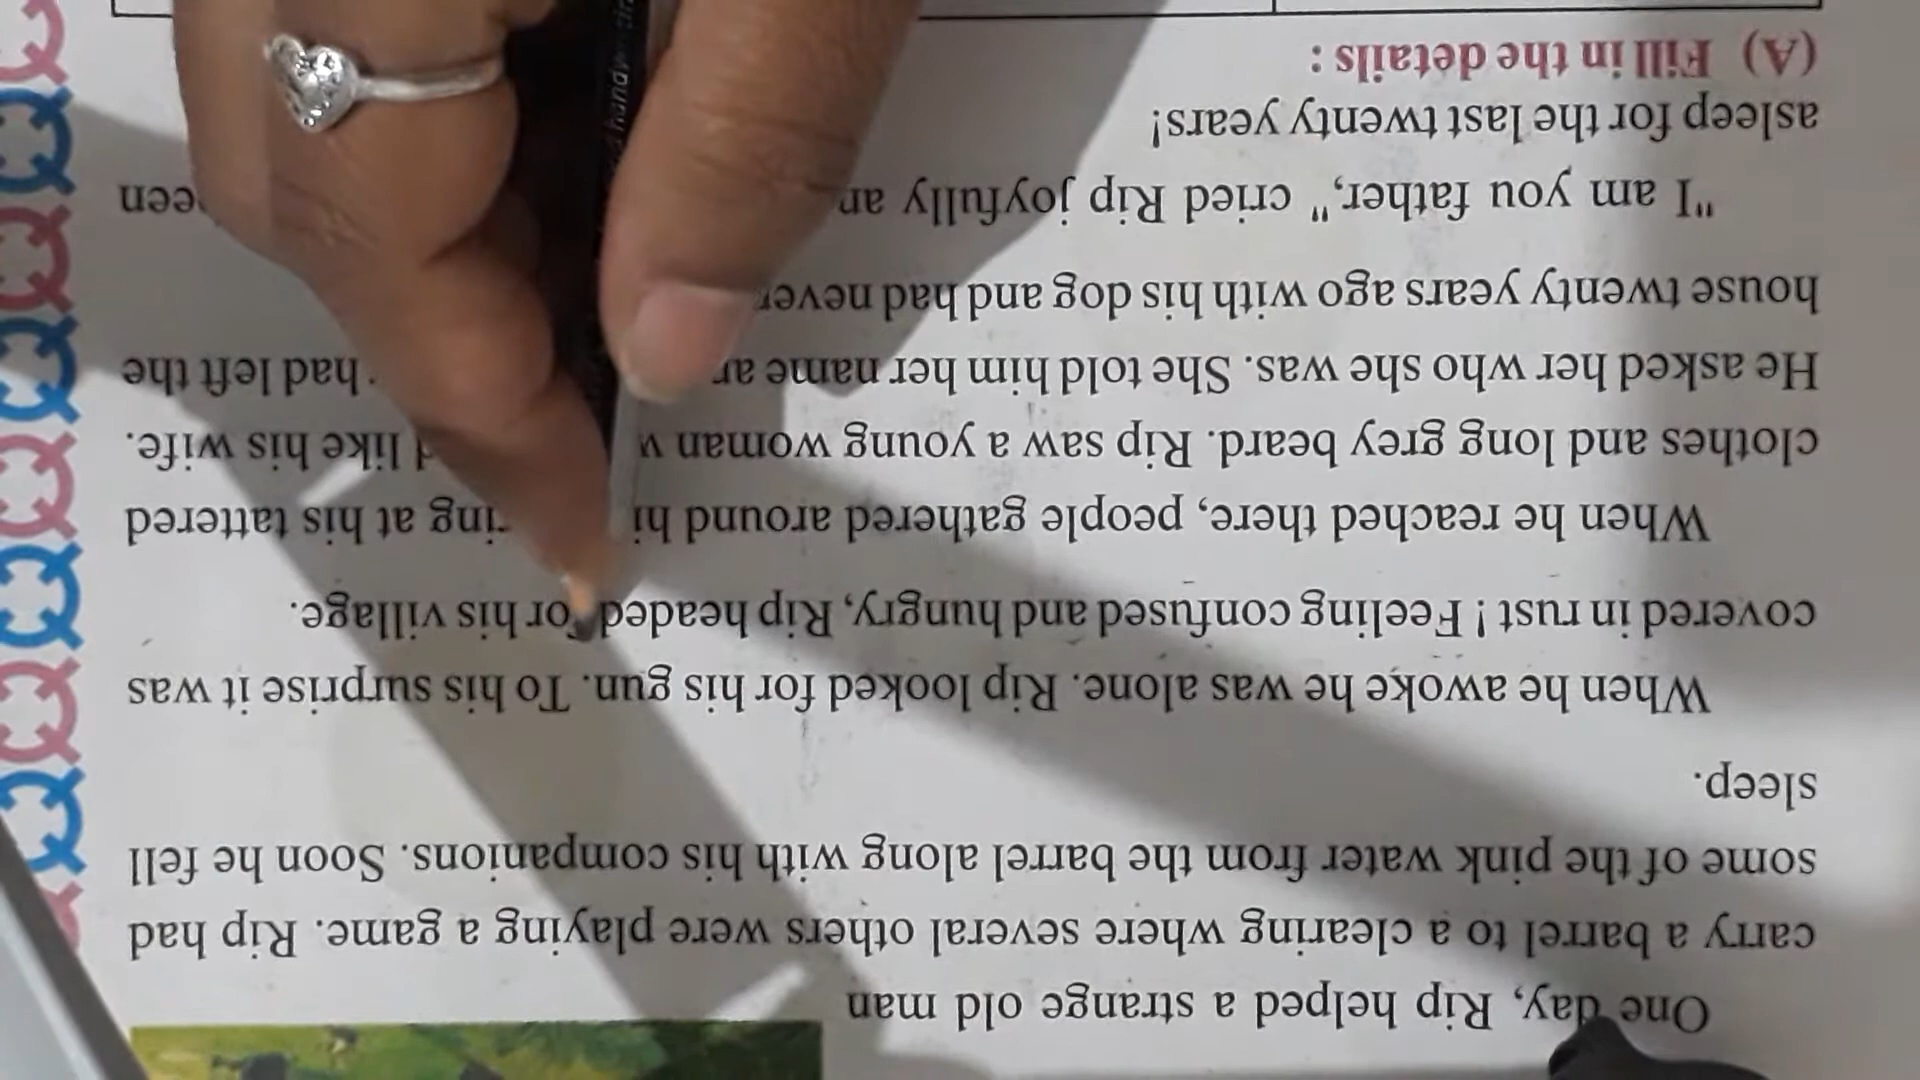 One day, Rip helped a strange old man
carry a barrel to a clearing where several others were playing a game. Rip had
some of the pink water from the barrel along with his companions. Soon he fell
sleep.
When he awoke he was alone. Rip looked for his gun. To his surprise it was
covered in rust! Feeling confused and hungry, Rip headed for his village.
When he reached there, people gathered around at his tattered
clothes and long grey beard. Rip saw a young woman like his wife.
He asked her who she was. She told him her name had left the
house twenty years ago with his dog and had never
"I am you father," cried Rip joyfully
asleep for the last twenty years!
(A) Fill in the details :